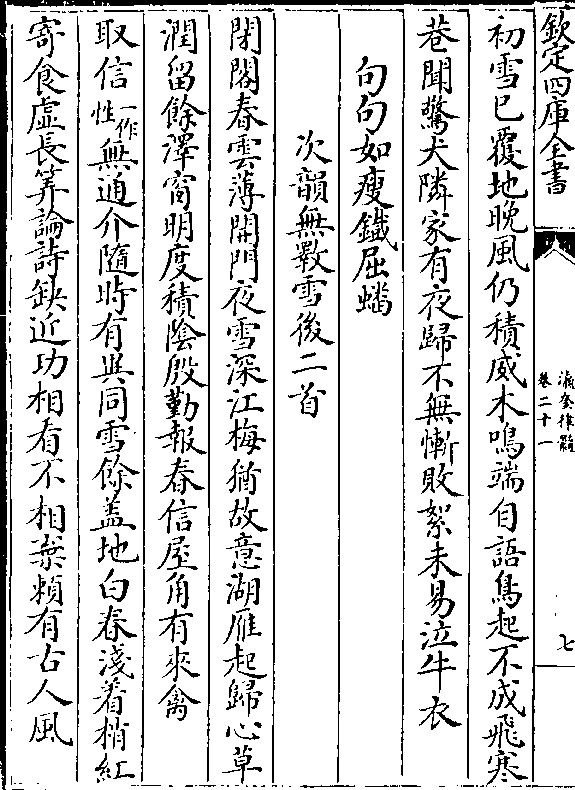 欽定四庫全書
瀛奎律髓
卷二十一
七
初雪已覆地晚風仍積威木鳴端自語鳥起不成飛寒
巷聞驚犬隣家有夜歸不無慚敗絮未易泣牛衣
句句如瘦鐵屈蟠
次韻無斁雪後二首
閉閣春雲薄開門夜雪深江梅猶故意湖雁起歸心草
潤留餘澤窗明度積陰殷勤報春信屋角有來禽
取信一作性無通介隨時有異同雪餘盖地白春淺着梢紅
寄食虛長筭論詩缺近功相看不相棄賴有古人風